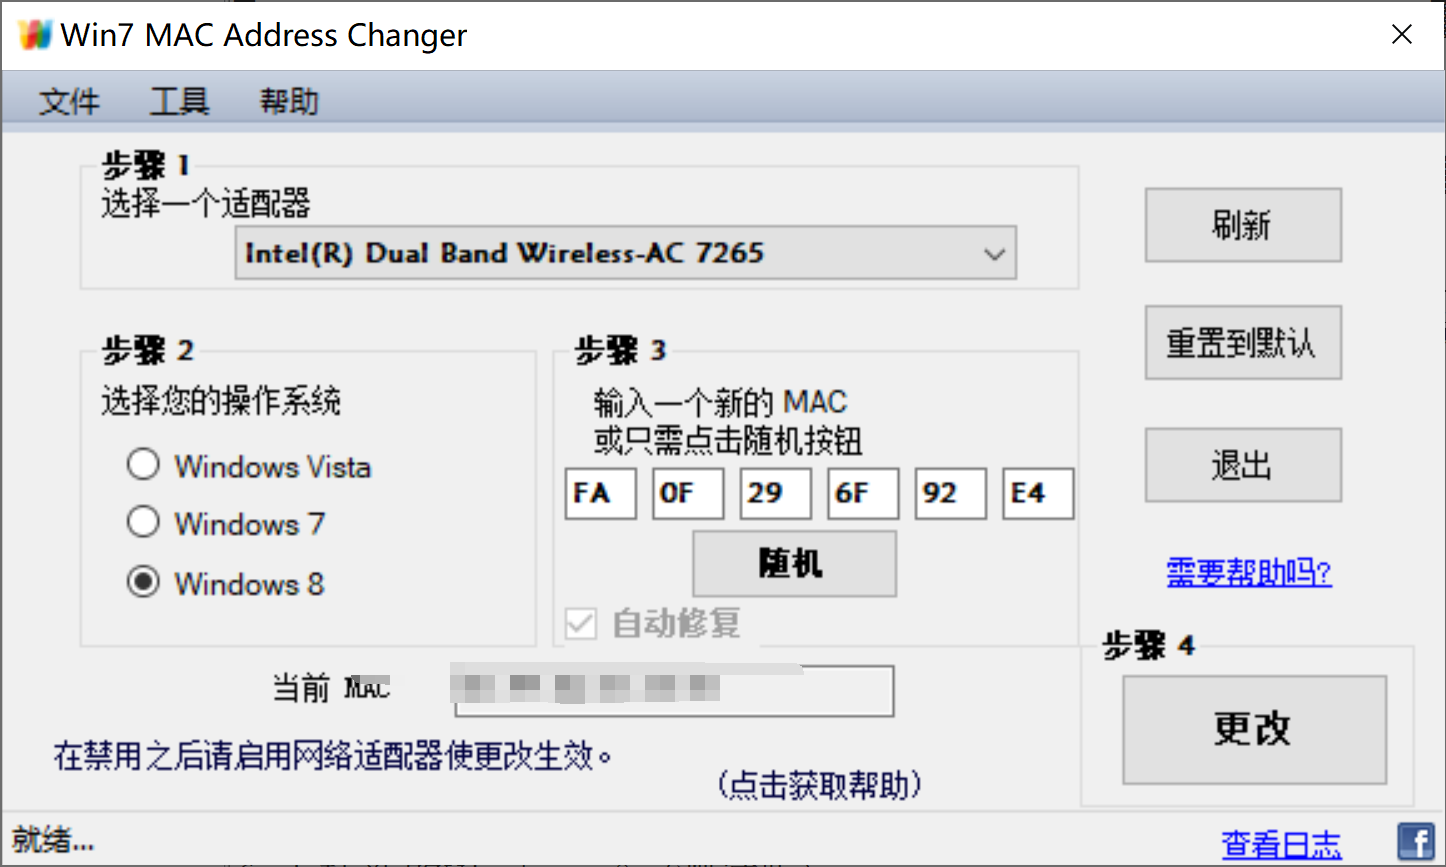 Win7 MAC Address Changer
文件 工具 帮助
步骤 1
选择一个适配器
Intel(R) Dual Band Wireless-AC 7265
刷新
重置到默认
退出
需要帮助吗?
步骤 2
选择您的操作系统
Windows Vista
Windows 7
Windows 8
步骤 3
输入一个新的 MAC
或只需点击随机按钮
FA 0F 29 6F 92 E4
随机
自动修复
步骤 4
更改
当前 MAC
在禁用之后请启用网络适配器使更改生效。
(点击获取帮助)
就绪...
查看日志
f